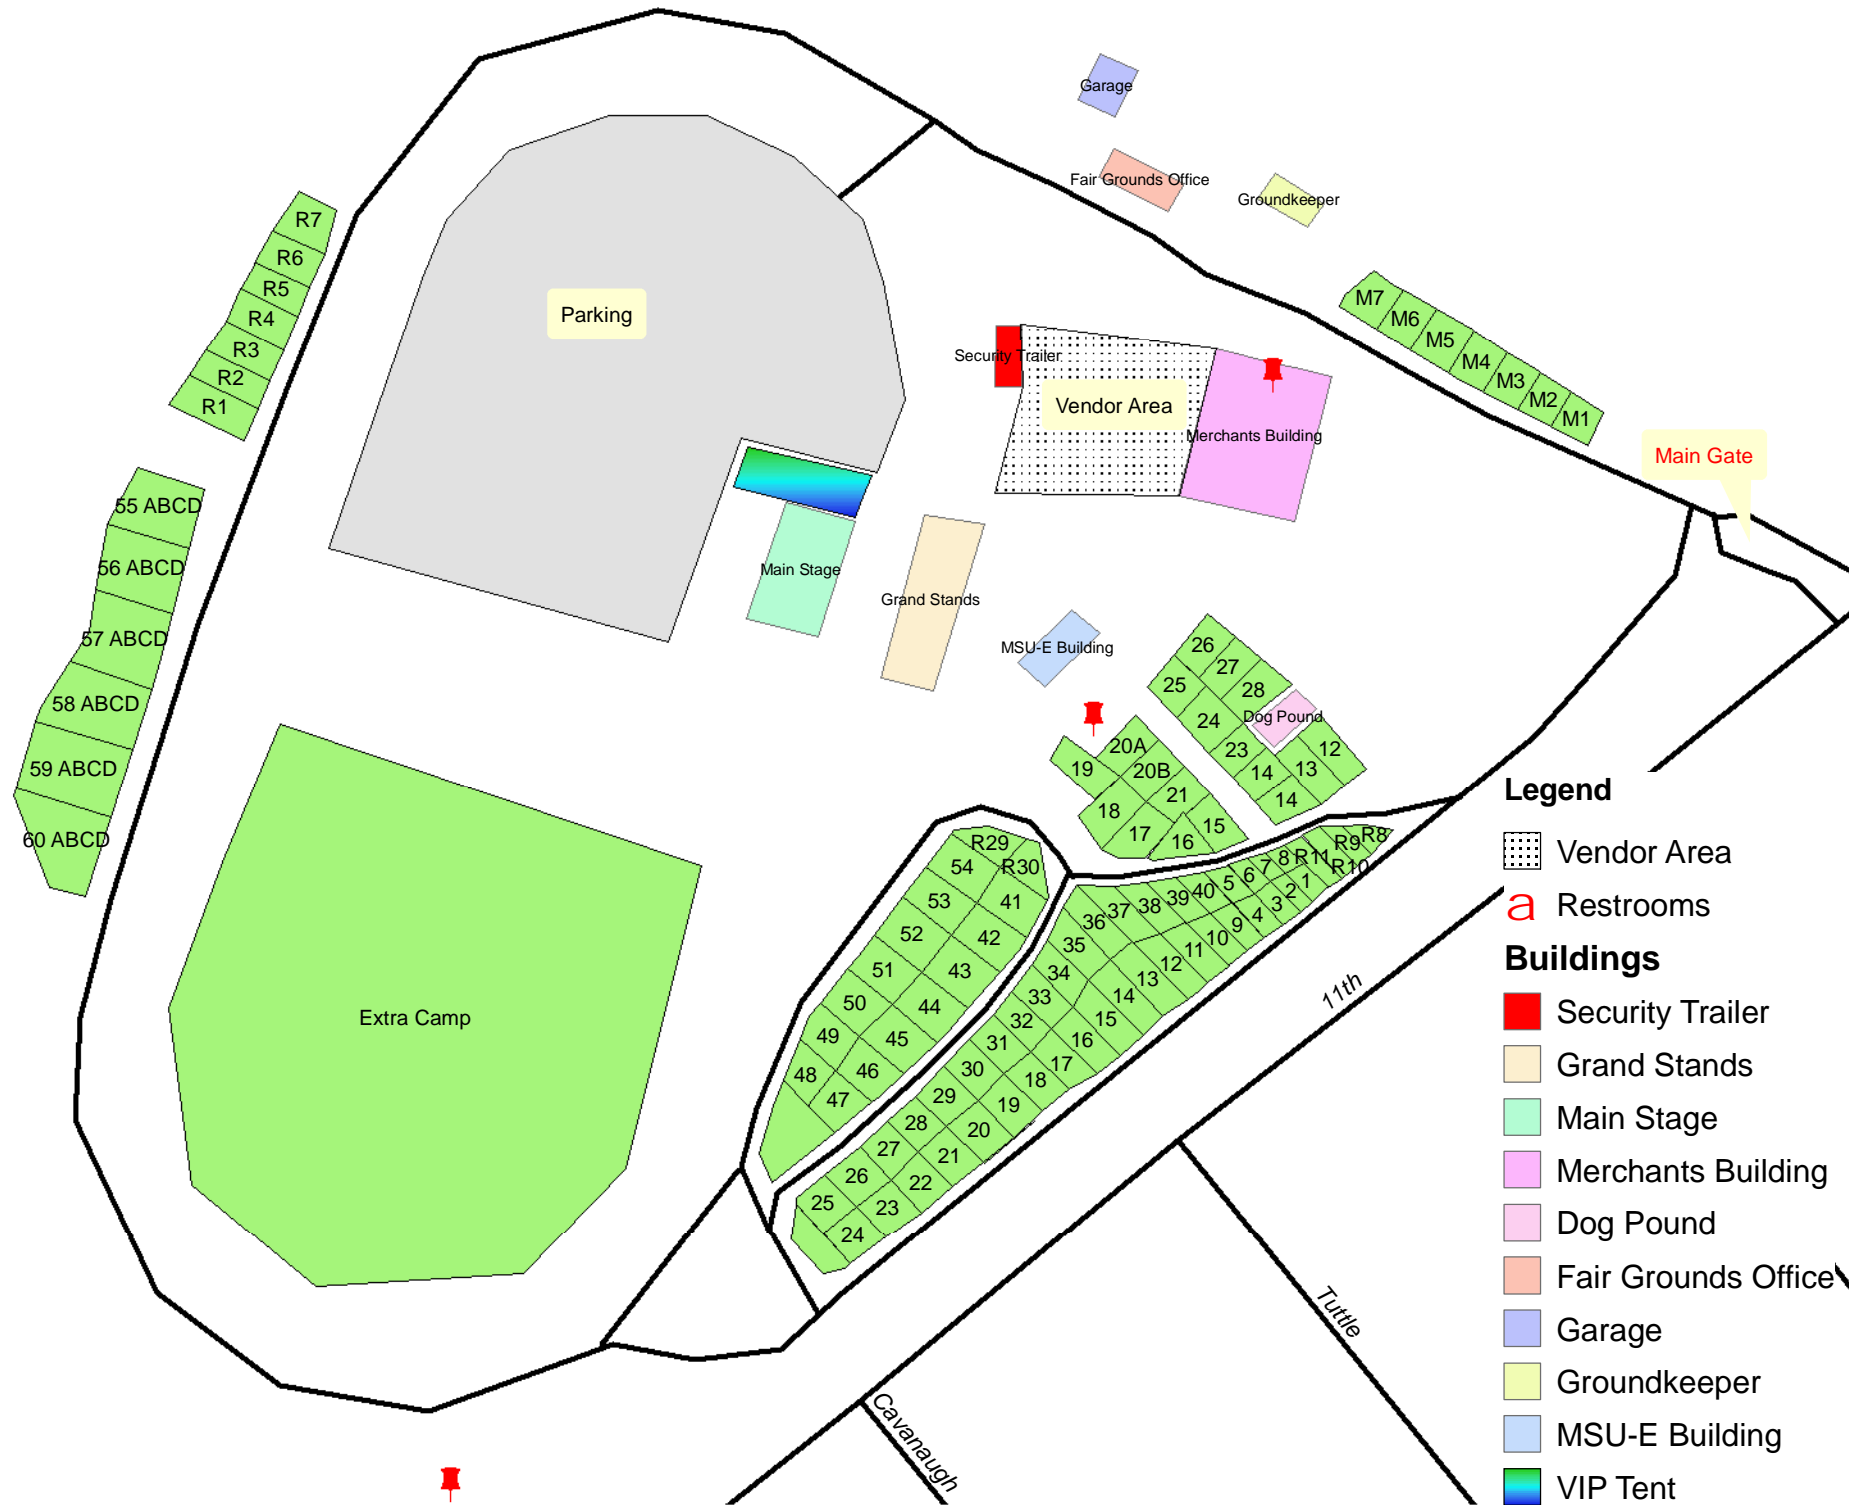 Garage
Fair Grounds Office
Groundkeeper
R7
R6
R5
R4
R3
R2
R1
Parking
Security Trailer
Vendor Area
Merchants Building
M7
M6
M5
M4
M3
M2
M1
Main Gate
55 ABCD
56 ABCD
57 ABCD
58 ABCD
59 ABCD
60 ABCD
Main Stage
Grand Stands
MSU-E Building
26
27
28
25
24
23
14
14
Dog Pound
12
13
20A
20B
19
21
18
17
16
15
Extra Camp
R29
R30
54
53
52
51
50
49
48
41
42
43
44
45
46
47
R8
R9
R10
R11
8
7
6
5
40
39
38
37
36
35
34
33
32
31
30
29
28
27
26
25
1
2
3
4
9
10
11
12
13
14
15
16
17
18
19
20
21
22
23
24
11th
Tuttle
Cavanaugh
Legend
Vendor Area
a Restrooms
Buildings
Security Trailer
Grand Stands
Main Stage
Merchants Building
Dog Pound
Fair Grounds Office
Garage
Groundkeeper
MSU-E Building
VIP Tent